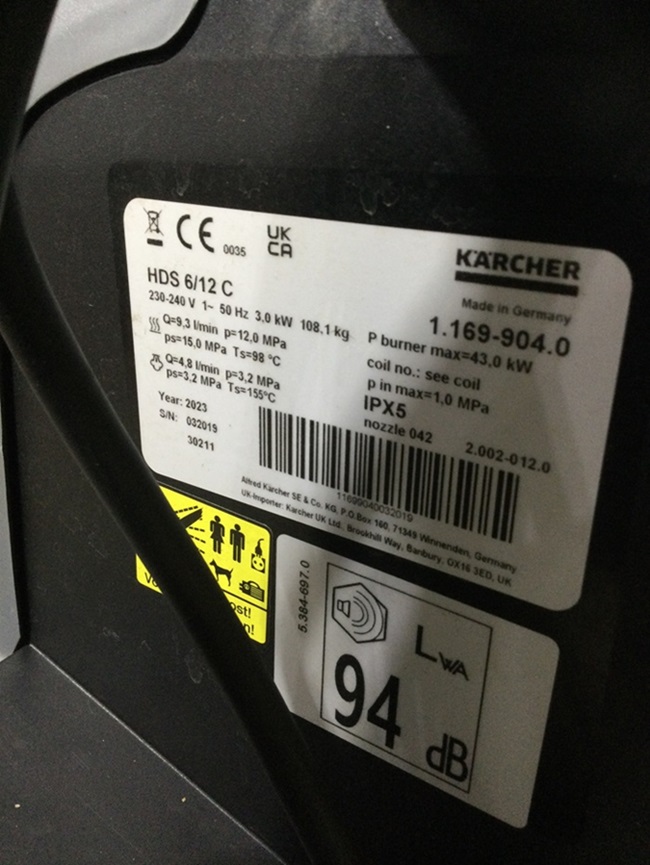 CE 0035
UK
CA
KÄRCHER
Made in Germany
HDS 6/12 C
1.169-904.0
230-240 V 1~ 50 Hz 3,0 kW 108,1 kg
Q=9,3 l/min p=12,0 MPa
ps=15,0 MPa Ts=98 °C
Q=4,8 l/min p=3,2 MPa
ps=3,2 MPa Ts=155°C
P burner max=43,0 kW
coil no.: see coil
p in max=1,0 MPa
IPX5
nozzle 042 2.002-012.0
Year: 2023
S/N: 032019
30211
11699040032019
Alfred Kärcher SE & Co. KG, P.O.Box 160, 71349 Winnenden, Germany
UK-Importer: Karcher UK Ltd. Brookhill Way, Banbury, OX16 3ED, UK
5.384-697.0
LWA
94 dB